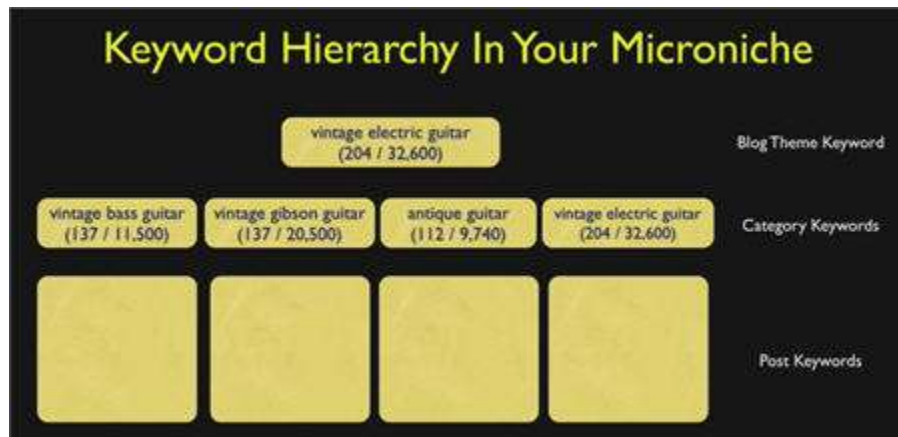 Keyword Hierarchy In Your Microniche
vintage electric guitar
(204 / 32,600)
Blog Theme Keyword
vintage bass guitar
(137 / 11,500)
vintage gibson guitar
(137 / 20,500)
antique guitar
(112 / 9,740)
vintage electric guitar
(204 / 32,600)
Category Keywords
Post Keywords